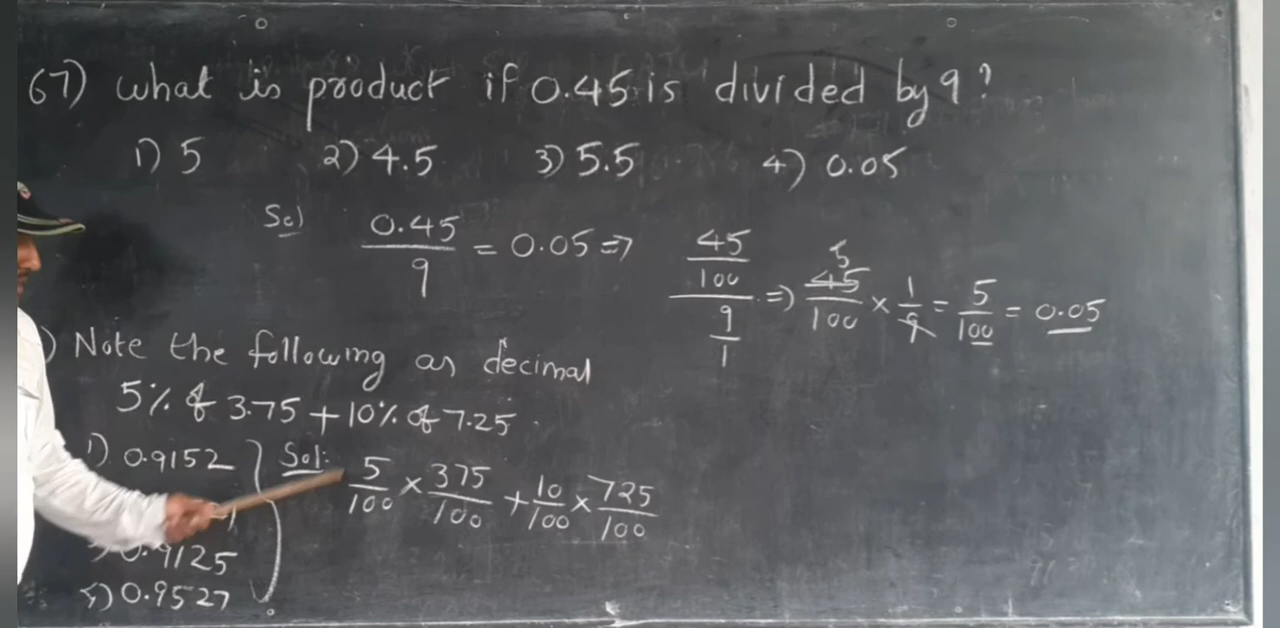 67) what is product if 0.45 is divided by 9?
1) 5 2) 4.5 3) 5.5 4) 0.05
Sol 0.45/9 = 0.05 => 45/100 / 9/1 => 45/100 × 1/9 = 5/100 = 0.05
5
) Note the following as decimal
5% of 3.75 + 10% of 7.25
1) 0.9152
Sol: 5/100 × 375/100 + 10/100 × 725/100
) 0.9125
) 0.9527